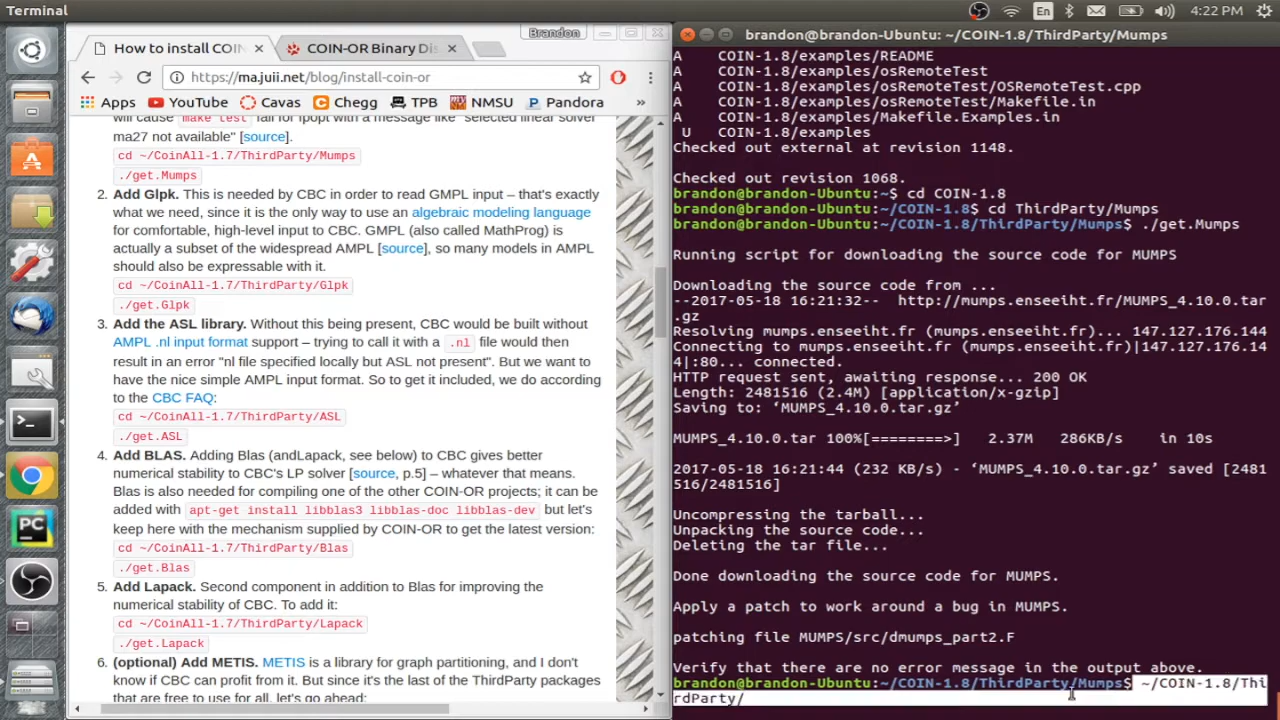 Terminal
En
4:22 PM
Brandon
How to install COIN
COIN-OR Binary Dis
https://ma.juii.net/blog/install-coin-or
Apps
YouTube
Cavas
Chegg
TPB
NMSU
Pandora
»
will cause make test fail for Ipopt with a message like "selected linear solver
ma27 not available" [source].
cd ~/CoinAll-1.7/ThirdParty/Mumps
./get.Mumps
2. Add Glpk. This is needed by CBC in order to read GMPL input – that's exactly
what we need, since it is the only way to use an algebraic modeling language
for comfortable, high-level input to CBC. GMPL (also called MathProg) is
actually a subset of the widespread AMPL [source], so many models in AMPL
should also be expressable with it.
cd ~/CoinAll-1.7/ThirdParty/Glpk
./get.Glpk
3. Add the ASL library. Without this being present, CBC would be built without
AMPL .nl input format support – trying to call it with a .nl file would then
result in an error "nl file specified locally but ASL not present". But we want to
have the nice simple AMPL input format. So to get it included, we do according
to the CBC FAQ:
cd ~/CoinAll-1.7/ThirdParty/ASL
./get.ASL
4. Add BLAS. Adding Blas (andLapack, see below) to CBC gives better
numerical stability to CBC's LP solver [source, p.5] – whatever that means.
Blas is also needed for compiling one of the other COIN-OR projects; it can be
added with apt-get install libblas3 libblas-doc libblas-dev but let's
keep here with the mechanism supplied by COIN-OR to get the latest version:
cd ~/CoinAll-1.7/ThirdParty/Blas
./get.Blas
5. Add Lapack. Second component in addition to Blas for improving the
numerical stability of CBC. To add it:
cd ~/CoinAll-1.7/ThirdParty/Lapack
./get.Lapack
6. (optional) Add METIS. METIS is a library for graph partitioning, and I don't
know if CBC can profit from it. But since it's the last of the ThirdParty packages
that are free to use for all, let's go ahead:
PC
brandon@brandon-Ubuntu: ~/COIN-1.8/ThirdParty/Mumps
A COIN-1.8/examples/README
A COIN-1.8/examples/osRemoteTest
A COIN-1.8/examples/osRemoteTest/OSRemoteTest.cpp
A COIN-1.8/examples/osRemoteTest/Makefile.in
A COIN-1.8/examples/Makefile.Examples.in
U COIN-1.8/examples
Checked out external at revision 1148.
Checked out revision 1068.
brandon@brandon-Ubuntu:~$ cd COIN-1.8
brandon@brandon-Ubuntu:~/COIN-1.8$ cd ThirdParty/Mumps
brandon@brandon-Ubuntu:~/COIN-1.8/ThirdParty/Mumps$ ./get.Mumps
Running script for downloading the source code for MUMPS
Downloading the source code from ...
--2017-05-18 16:21:32-- http://mumps.enseeiht.fr/MUMPS_4.10.0.tar
.gz
Resolving mumps.enseeiht.fr (mumps.enseeiht.fr)... 147.127.176.144
Connecting to mumps.enseeiht.fr (mumps.enseeiht.fr)|147.127.176.14
4|:80... connected.
HTTP request sent, awaiting response... 200 OK
Length: 2481516 (2.4M) [application/x-gzip]
Saving to: ‘MUMPS_4.10.0.tar.gz’
MUMPS_4.10.0.tar 100%[========>] 2.37M 286KB/s in 10s
2017-05-18 16:21:44 (232 KB/s) - ‘MUMPS_4.10.0.tar.gz’ saved [2481
516/2481516]
Uncompressing the tarball...
Unpacking the source code...
Deleting the tar file...
Done downloading the source code for MUMPS.
Apply a patch to work around a bug in MUMPS.
patching file MUMPS/src/dmumps_part2.F
Verify that there are no error message in the output above.
brandon@brandon-Ubuntu:~/COIN-1.8/ThirdParty/Mumps$ ~/COIN-1.8/Thi
rdParty/